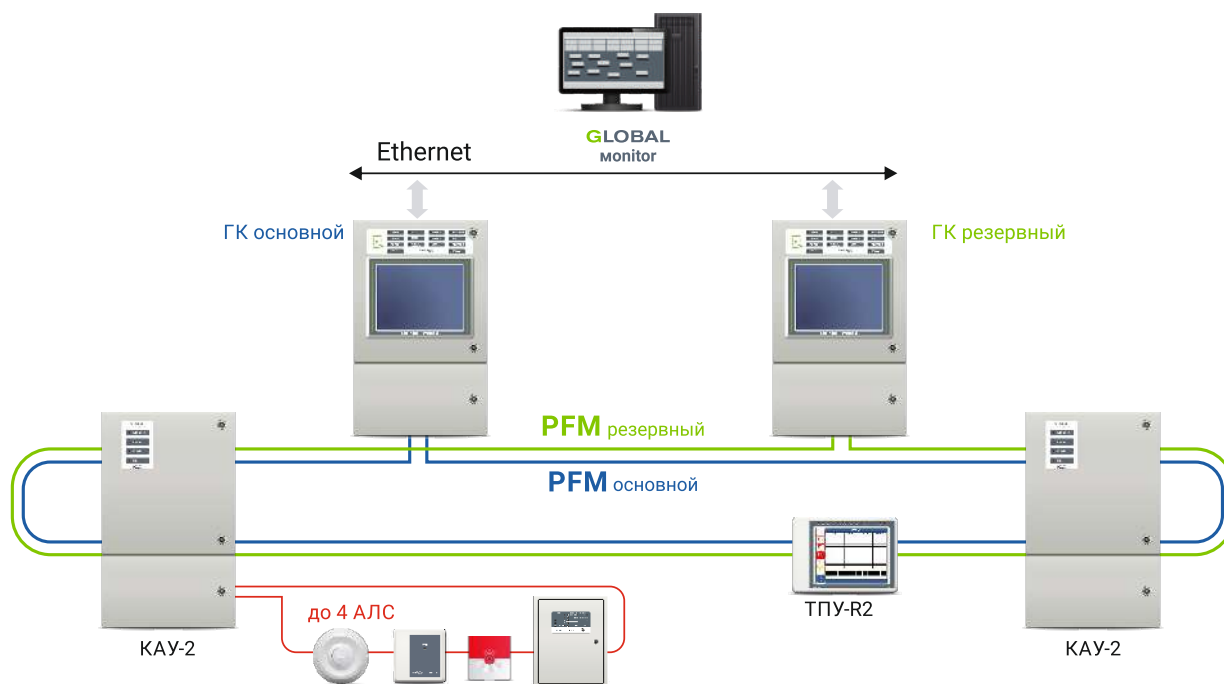 GLOBAL
мonitor
Ethernet
ГК основной
ГК резервный
PFM резервный
PFM основной
до 4 АЛС
ТПУ-R2
КАУ-2
КАУ-2